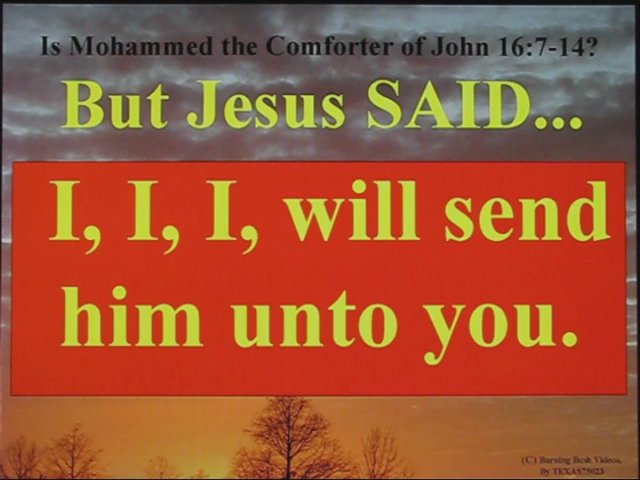 Is Mohammed the Comforter of John 16:7-14?
But Jesus SAID...
I, I, I, will send
him unto you.
(C) Burning Bush Videos.
By TEXAS75023